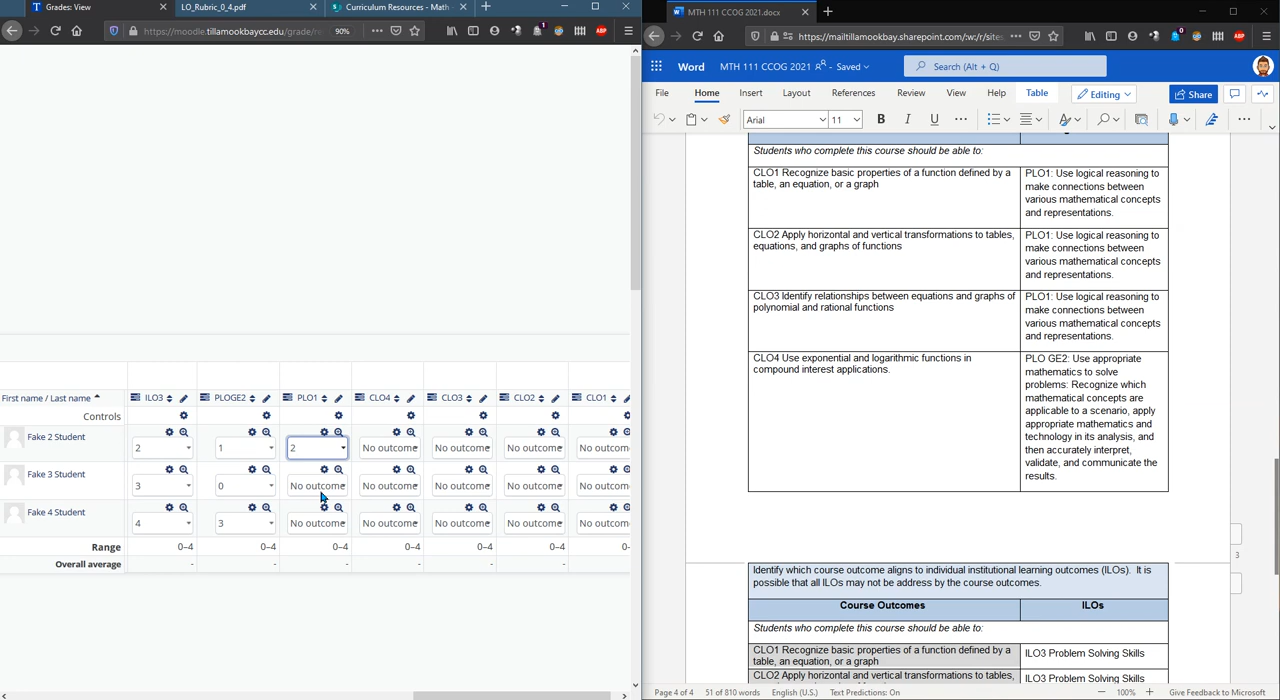 Grades: View
LO_Rubric_0_4.pdf
Curriculum Resources - Math
https://moodle.tillamookbaycc.edu/grade/re
90%
First name / Last name
ILO3
PLOGE2
PLO1
CLO4
CLO3
CLO2
CLO1
Controls
Fake 2 Student
2
1
2
No outcome
No outcome
No outcome
No outcome
Fake 3 Student
3
0
No outcome
No outcome
No outcome
No outcome
No outcome
Fake 4 Student
4
3
No outcome
No outcome
No outcome
No outcome
No outcome
Range
0–4
0–4
0–4
0–4
0–4
0–4
0–
Overall average
-
-
-
-
-
-
MTH 111 CCOG 2021.docx
https://mailtillamookbay.sharepoint.com/:w:/r/sites
Word
MTH 111 CCOG 2021 - Saved
Search (Alt + Q)
File
Home
Insert
Layout
References
Review
View
Help
Table
Editing
Share
Arial
11
B
I
U
Students who complete this course should be able to:
CLO1 Recognize basic properties of a function defined by a
table, an equation, or a graph
PLO1: Use logical reasoning to
make connections between
various mathematical concepts
and representations.
CLO2 Apply horizontal and vertical transformations to tables,
equations, and graphs of functions
PLO1: Use logical reasoning to
make connections between
various mathematical concepts
and representations.
CLO3 Identify relationships between equations and graphs of
polynomial and rational functions
PLO1: Use logical reasoning to
make connections between
various mathematical concepts
and representations.
CLO4 Use exponential and logarithmic functions in
compound interest applications.
PLO GE2: Use appropriate
mathematics to solve
problems: Recognize which
mathematical concepts are
applicable to a scenario, apply
appropriate mathematics and
technology in its analysis, and
then accurately interpret,
validate, and communicate the
results.
3
Identify which course outcome aligns to individual institutional learning outcomes (ILOs). It is
possible that all ILOs may not be address by the course outcomes.
Course Outcomes
ILOs
Students who complete this course should be able to:
CLO1 Recognize basic properties of a function defined by a
table, an equation, or a graph
ILO3 Problem Solving Skills
CLO2 Apply horizontal and vertical transformations to tables,
ILO3 Problem Solving Skills
Page 4 of 4
51 of 810 words
English (U.S.)
Text Predictions: On
100%
Give Feedback to Microsoft